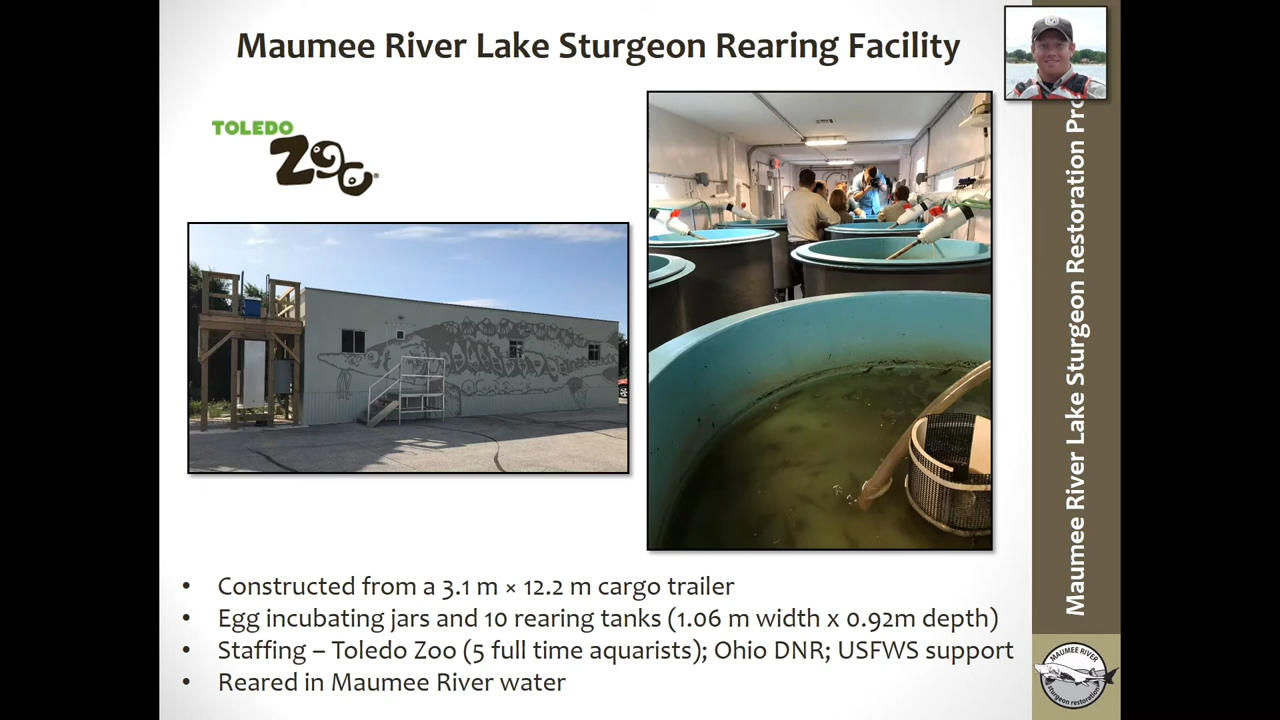 Maumee River Lake Sturgeon Rearing Facility
TOLEDO
ZOO
• Constructed from a 3.1 m × 12.2 m cargo trailer
• Egg incubating jars and 10 rearing tanks (1.06 m width x 0.92m depth)
• Staffing – Toledo Zoo (5 full time aquarists); Ohio DNR; USFWS support
• Reared in Maumee River water
Maumee River Lake Sturgeon Restoration Pro
MAUMEE RIVER
sturgeon restoration